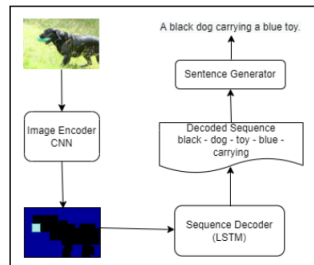 A black dog carrying a blue toy.
Sentence Generator
Image Encoder
CNN
Decoded Sequence
black - dog - toy - blue -
carrying
Sequence Decoder
(LSTM)